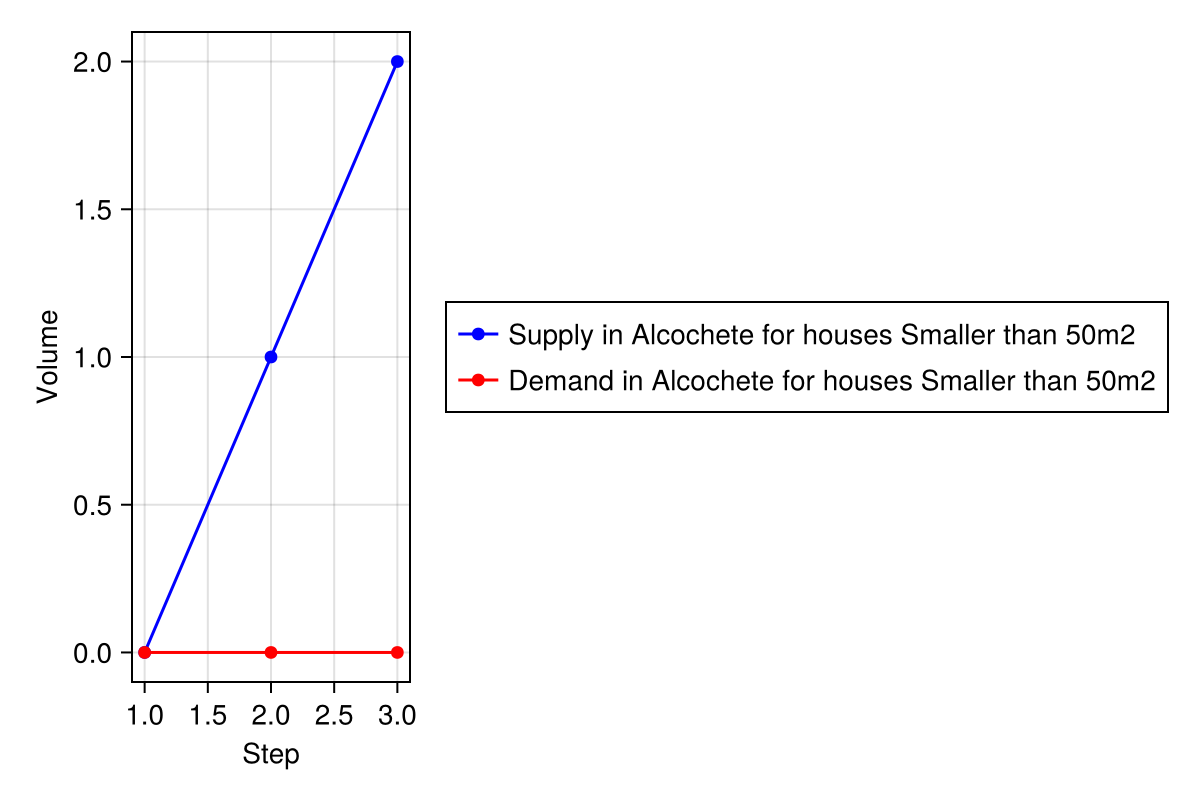 2.0
1.5
1.0
0.5
0.0
Volume
1.0 1.5 2.0 2.5 3.0
Step
Supply in Alcochete for houses Smaller than 50m2
Demand in Alcochete for houses Smaller than 50m2